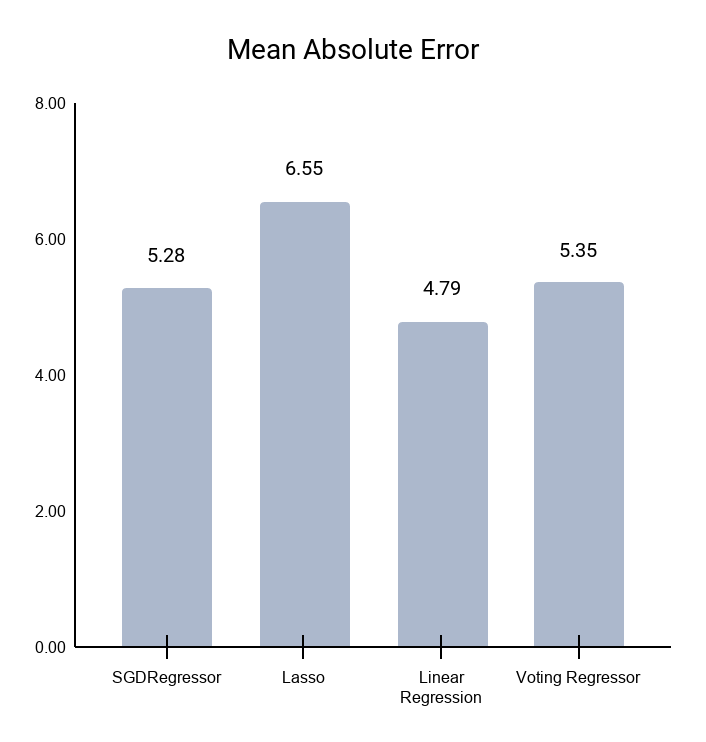 Mean Absolute Error
8.00
6.55
6.00
5.28
5.35
4.79
4.00
2.00
0.00
SGDRegressor
Lasso
Linear
Regression
Voting Regressor